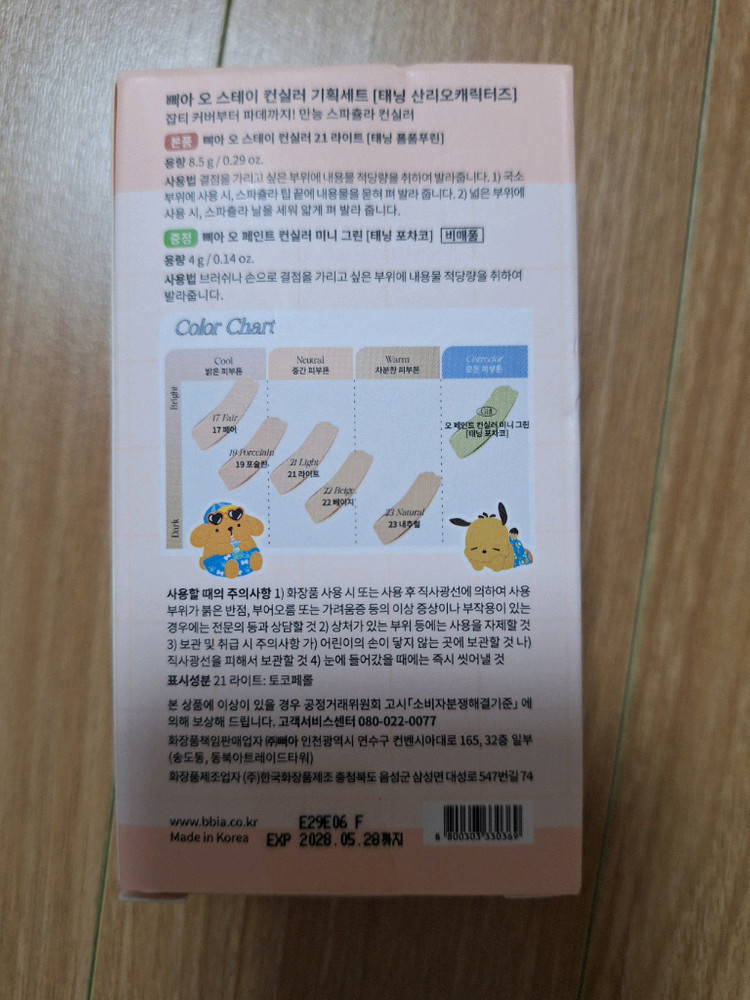 삐아 오 스테이 컨실러 기획세트 [태닝 산리오캐릭터즈]
잡티 커버부터 파데까지! 만능 스파츌라 컨실러
본품 삐아 오 스테이 컨실러 21 라이트 [태닝 폼폼푸린]
용량 8.5 g / 0.29 oz.
사용법 결점을 가리고 싶은 부위에 내용물 적당량을 취하여 발라줍니다. 1) 국소
부위에 사용 시, 스파츌라 팁 끝에 내용물을 묻혀 펴 발라 줍니다. 2) 넓은 부위에
사용 시, 스파츌라 날을 세워 얇게 펴 발라 줍니다.
증정 삐아 오 페인트 컨실러 미니 그린 [태닝 포차코] 비매품
용량 4 g / 0.14 oz.
사용법 브러쉬나 손으로 결점을 가리고 싶은 부위에 내용물 적당량을 취하여
발라줍니다.
Color Chart
Cool Neutral Warm Corrector
밝은 피부톤 중간 피부톤 차분한 피부톤 모든 피부톤
Bright
17 Fair
17 페어
Gift
오 페인트 컨실러 미니 그린
[태닝 포차코]
19 Porcelain
19 포슬린
21 Light
21 라이트
22 Beige
22 베이지
23 Natural
23 내추럴
Dark
사용할 때의 주의사항 1) 화장품 사용 시 또는 사용 후 직사광선에 의하여 사용
부위가 붉은 반점, 부어오름 또는 가려움증 등의 이상 증상이나 부작용이 있는
경우에는 전문의 등과 상담할 것 2) 상처가 있는 부위 등에는 사용을 자제할 것
3) 보관 및 취급 시 주의사항 가) 어린이의 손이 닿지 않는 곳에 보관할 것 나)
직사광선을 피해서 보관할 것 4) 눈에 들어갔을 때에는 즉시 씻어낼 것
표시성분 21 라이트: 토코페롤
본 상품에 이상이 있을 경우 공정거래위원회 고시「소비자분쟁해결기준」에
의해 보상해 드립니다. 고객서비스센터 080-022-0077
화장품책임판매업자 ㈜삐아 인천광역시 연수구 컨벤시아대로 165, 32층 일부
(송도동, 동북아트레이드타워)
화장품제조업자 (주)한국화장품제조 충청북도 음성군 삼성면 대성로 547번길 74
www.bbia.co.kr
Made in Korea
E29E06 F
EXP 2028.05.28까지
8 800303 330369